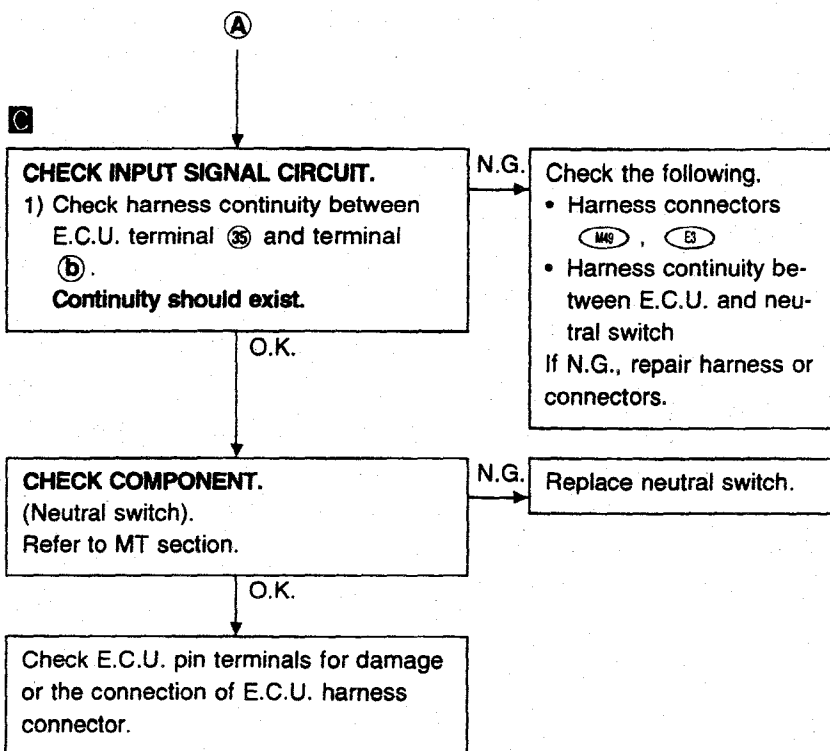 A
C
CHECK INPUT SIGNAL CIRCUIT.
1) Check harness continuity between
E.C.U. terminal 35 and terminal
b.
Continuity should exist.
N.G.
Check the following.
• Harness connectors
M49 , E3
• Harness continuity be-
tween E.C.U. and neu-
tral switch
If N.G., repair harness or
connectors.
O.K.
CHECK COMPONENT.
(Neutral switch).
Refer to MT section.
N.G.
Replace neutral switch.
O.K.
Check E.C.U. pin terminals for damage
or the connection of E.C.U. harness
connector.